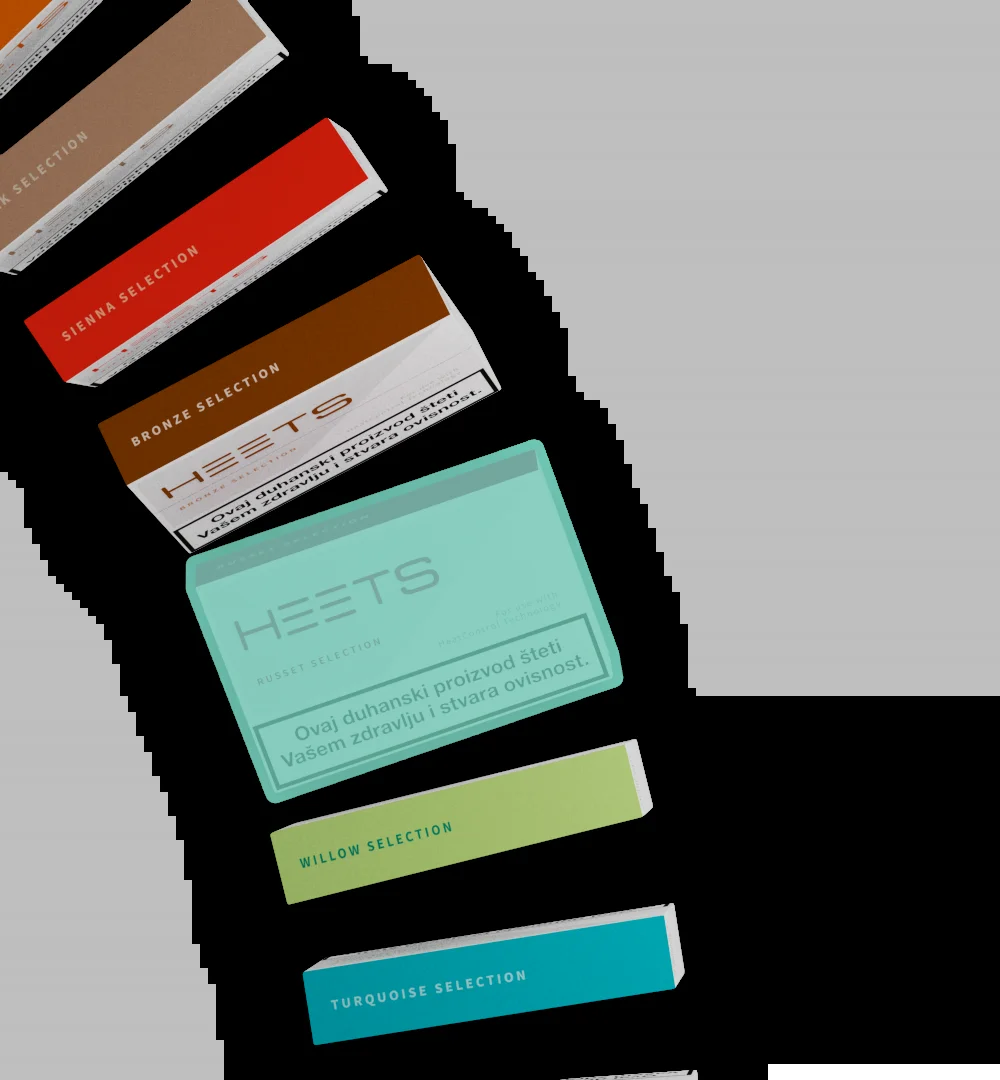 K SELECTION
SIENNA SELECTION
BRONZE SELECTION
HEETS
BRONZE SELECTION
Ovaj duhanski proizvod šteti
Vašem zdravlju i stvara ovisnost.
RUSSET SELECTION
HEETS
RUSSET SELECTION
For use with
HeatControl Technology
Ovaj duhanski proizvod šteti
Vašem zdravlju i stvara ovisnost.
WILLOW SELECTION
TURQUOISE SELECTION